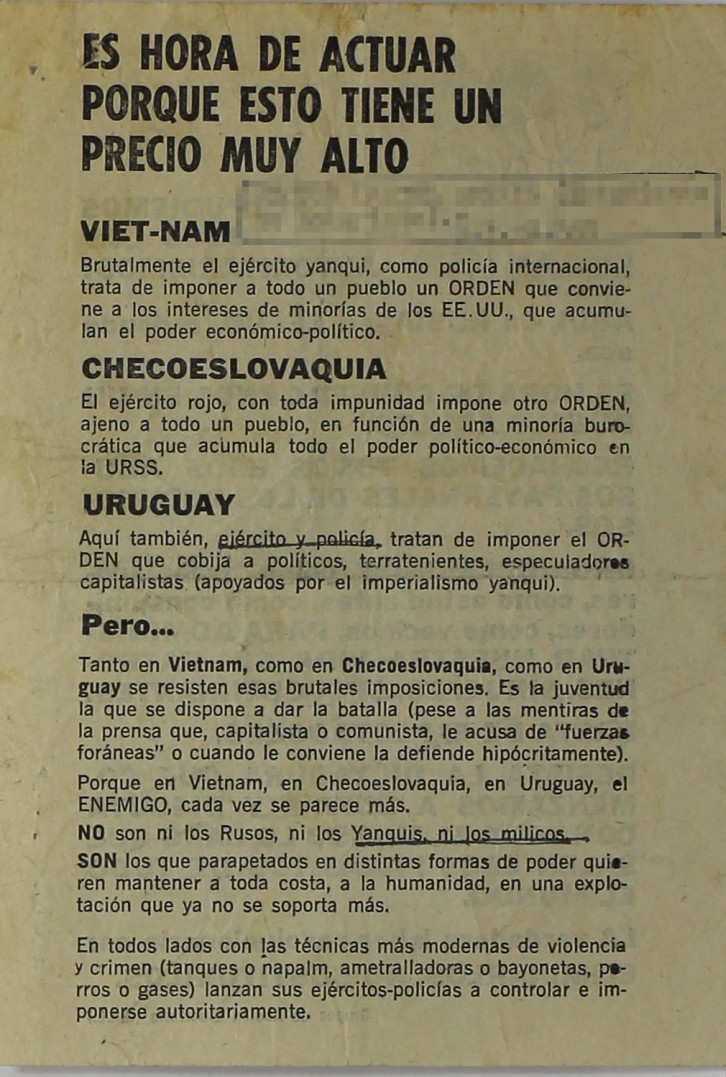 ES HORA DE ACTUAR
PORQUE ESTO TIENE UN
PRECIO MUY ALTO
VIET-NAM
Brutalmente el ejército yanqui, como policía internacional,
trata de imponer a todo un pueblo un ORDEN que convie-
ne a los intereses de minorías de los EE.UU., que acumu-
lan el poder económico-político.
CHECOESLOVAQUIA
El ejército rojo, con toda impunidad impone otro ORDEN,
ajeno a todo un pueblo, en función de una minoría buro-
crática que acumula todo el poder político-económico en
la URSS.
URUGUAY
Aquí también, ejército y policía, tratan de imponer el OR-
DEN que cobija a políticos, terratenientes, especuladores
capitalistas (apoyados por el imperialismo yanqui).
Pero...
Tanto en Vietnam, como en Checoeslovaquia, como en Uru-
guay se resisten esas brutales imposiciones. Es la juventud
la que se dispone a dar la batalla (pese a las mentiras de
la prensa que, capitalista o comunista, le acusa de "fuerzas
foráneas" o cuando le conviene la defiende hipócritamente).
Porque en Vietnam, en Checoeslovaquia, en Uruguay, el
ENEMIGO, cada vez se parece más.
NO son ni los Rusos, ni los Yanquis, ni los milicos.
SON los que parapetados en distintas formas de poder quie-
ren mantener a toda costa, a la humanidad, en una explo-
tación que ya no se soporta más.
En todos lados con las técnicas más modernas de violencia
y crimen (tanques o napalm, ametralladoras o bayonetas, pe-
rros o gases) lanzan sus ejércitos-policías a controlar e im-
ponerse autoritariamente.